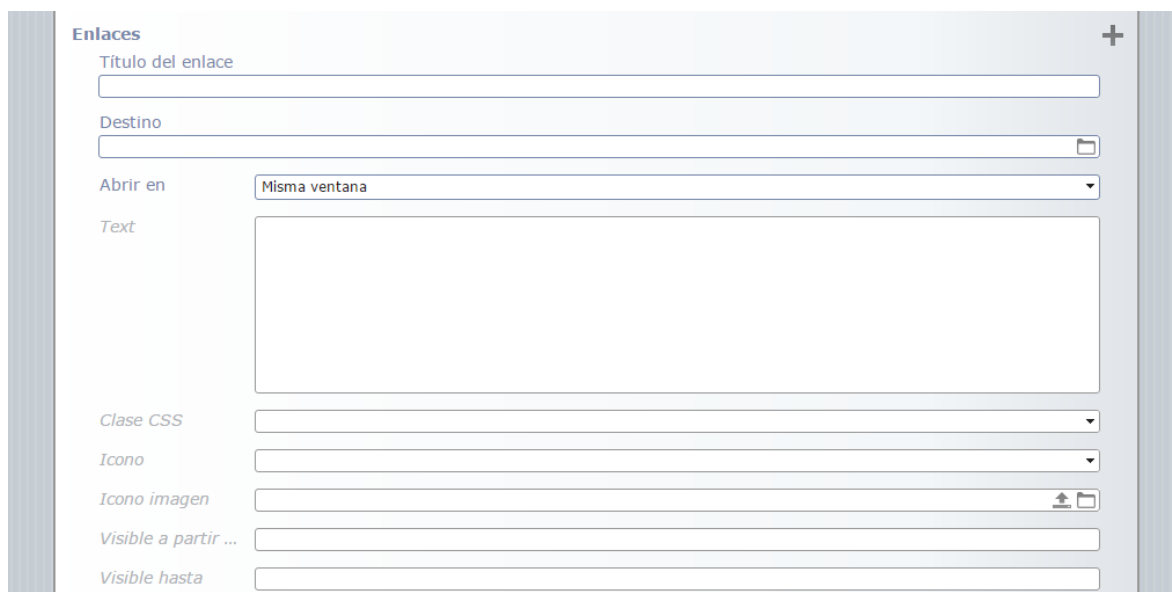 Enlaces
Título del enlace
Destino
Abrir en
Misma ventana
Text
Clase CSS
Icono
Icono imagen
Visible a partir ...
Visible hasta